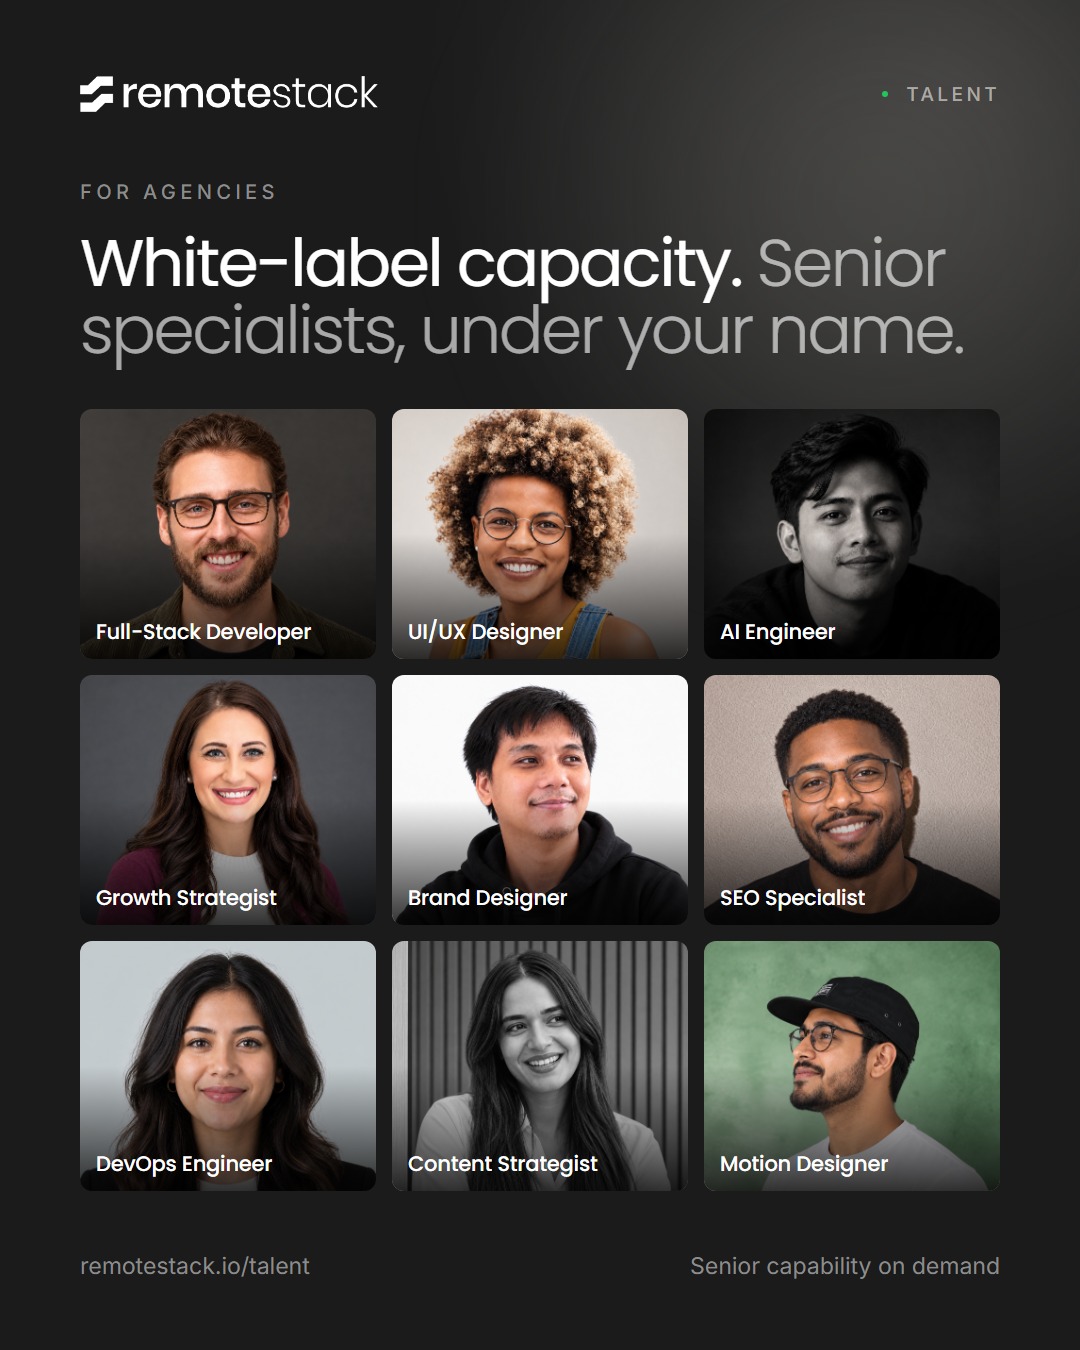 remotestack
TALENT
FOR AGENCIES
White-label capacity. Senior
specialists, under your name.
Full-Stack Developer
UI/UX Designer
AI Engineer
Growth Strategist
Brand Designer
SEO Specialist
DevOps Engineer
Content Strategist
Motion Designer
remotestack.io/talent
Senior capability on demand